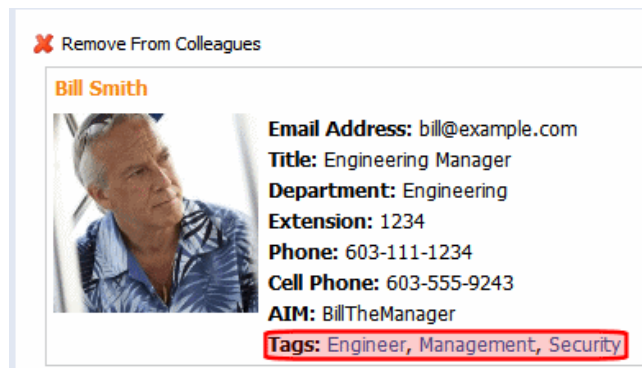 Remove From Colleagues
Bill Smith
Email Address: bill@example.com
Title: Engineering Manager
Department: Engineering
Extension: 1234
Phone: 603-111-1234
Cell Phone: 603-555-9243
AIM: BillTheManager
Tags: Engineer, Management, Security